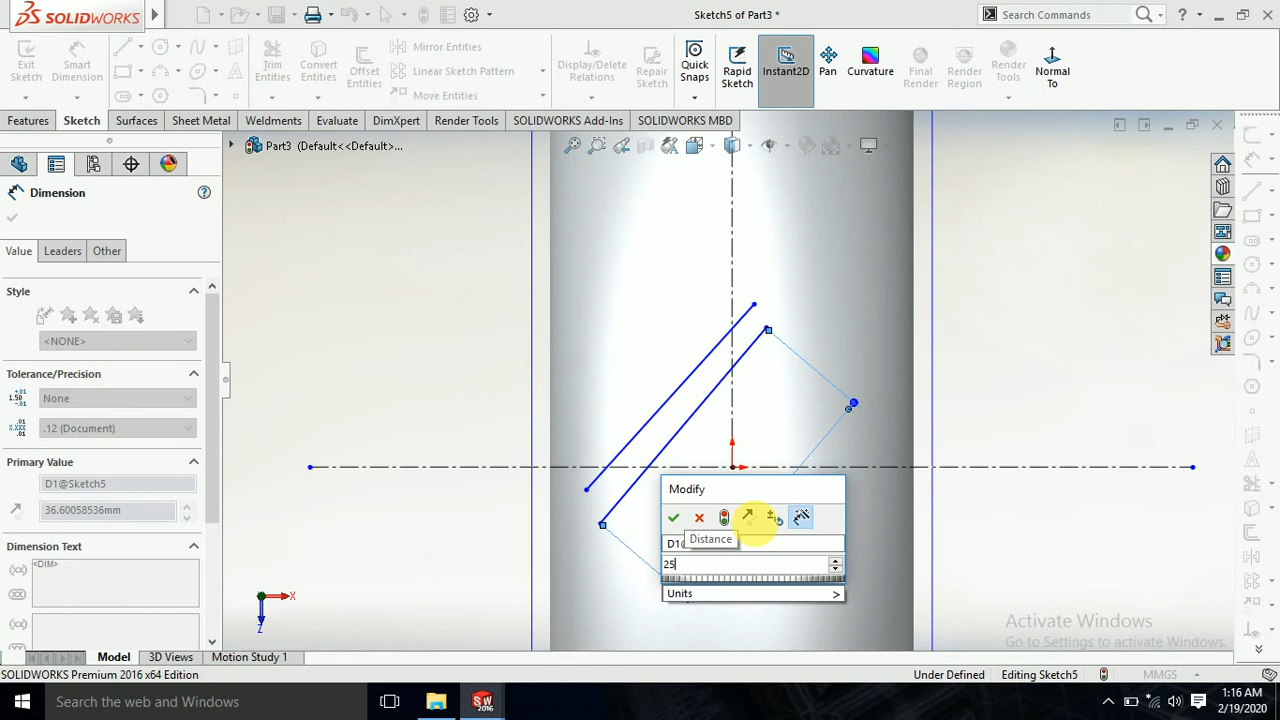 SOLIDWORKS
Sketch5 of Part3 *
Search Commands
Exit Sketch
Smart Dimension
Trim Entities
Convert Entities
Offset Entities
Mirror Entities
Linear Sketch Pattern
Move Entities
Display/Delete Relations
Repair Sketch
Quick Snaps
Rapid Sketch
Instant2D
Pan
Curvature
Final Render
Render Region
Render Tools
Normal To
Features
Sketch
Surfaces
Sheet Metal
Weldments
Evaluate
DimXpert
Render Tools
SOLIDWORKS Add-Ins
SOLIDWORKS MBD
Part3 (Default<<Default>...
Dimension
Value
Leaders
Other
Style
<NONE>
Tolerance/Precision
None
.12 (Document)
Primary Value
D1@Sketch5
36.60058536mm
Dimension Text
<DIM>
Modify
Distance
D1@
25
Units
X
Z
Activate Windows
Go to Settings to activate Windows.
Model
3D Views
Motion Study 1
SOLIDWORKS Premium 2016 x64 Edition
Under Defined
Editing Sketch5
MMGS
Search the web and Windows
1:16 AM
2/19/2020